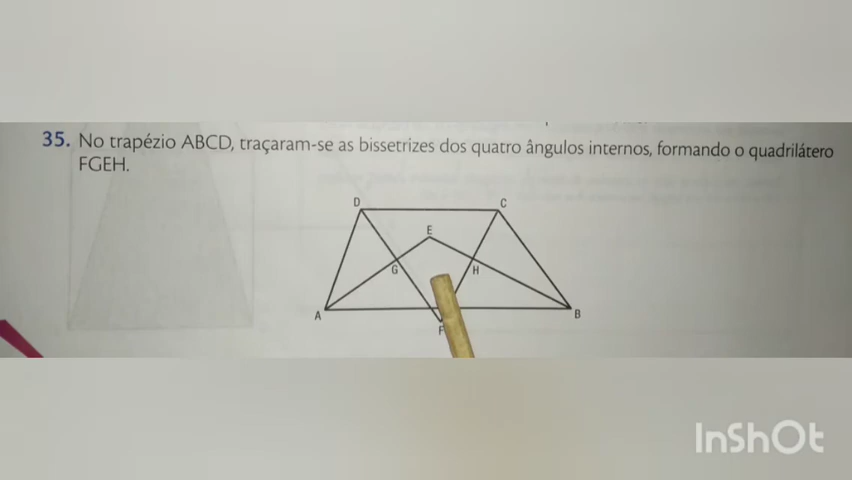 35. No trapézio ABCD, traçaram-se as bissetrizes dos quatro ângulos internos, formando o quadrilátero
FGEH.
D
C
E
G
H
A
B
F
InShOt